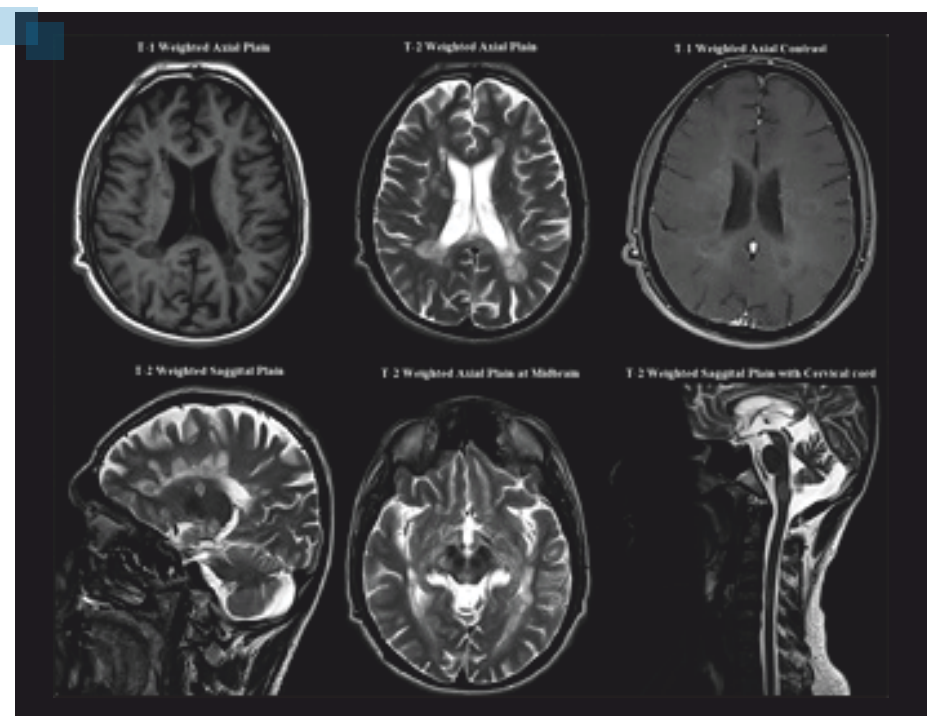 T-1 Weighted Axial Plain
T-2 Weighted Axial Plain
T-1 Weighted Axial Contrast
T-2 Weighted Saggital Plain
T-2 Weighted Axial Plain at Midbrain
T-2 Weighted Saggital Plain with Cervical cord